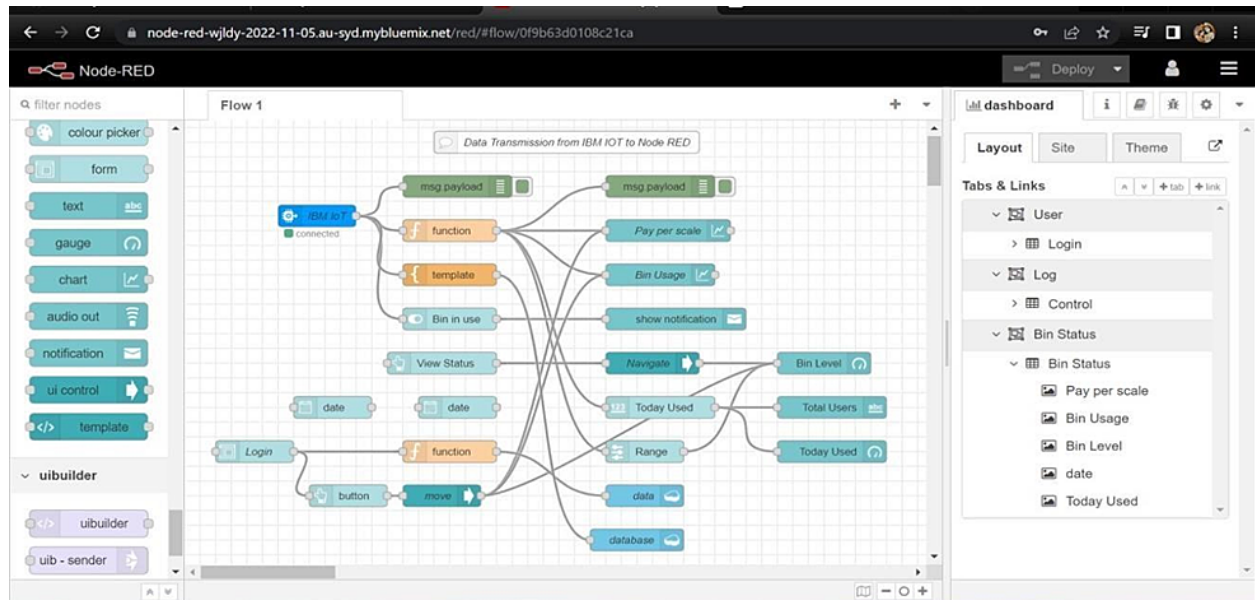 node-red-wjldy-2022-11-05.au-syd.mybluemix.net/red/#flow/0f9b63d0108c21ca
Node-RED
Deploy
filter nodes
colour picker
form
text
abc
gauge
chart
audio out
notification
ui control
template
</>
uibuilder
</>
uibuilder
uib - sender
Flow 1
Data Transmission from IBM IOT to Node RED
msg.payload
msg.payload
IBM IoT
connected
f
function
Pay per scale
{
template
Bin Usage
Bin in use
show notification
View Status
Navigate
Bin Level
date
date
123
Today Used
Total Users
abc
Login
f
function
Range
Today Used
button
move
data
database
dashboard
i
Layout
Site
Theme
Tabs & Links
+ tab
+ link
User
Login
Log
Control
Bin Status
Bin Status
Pay per scale
Bin Usage
Bin Level
date
Today Used